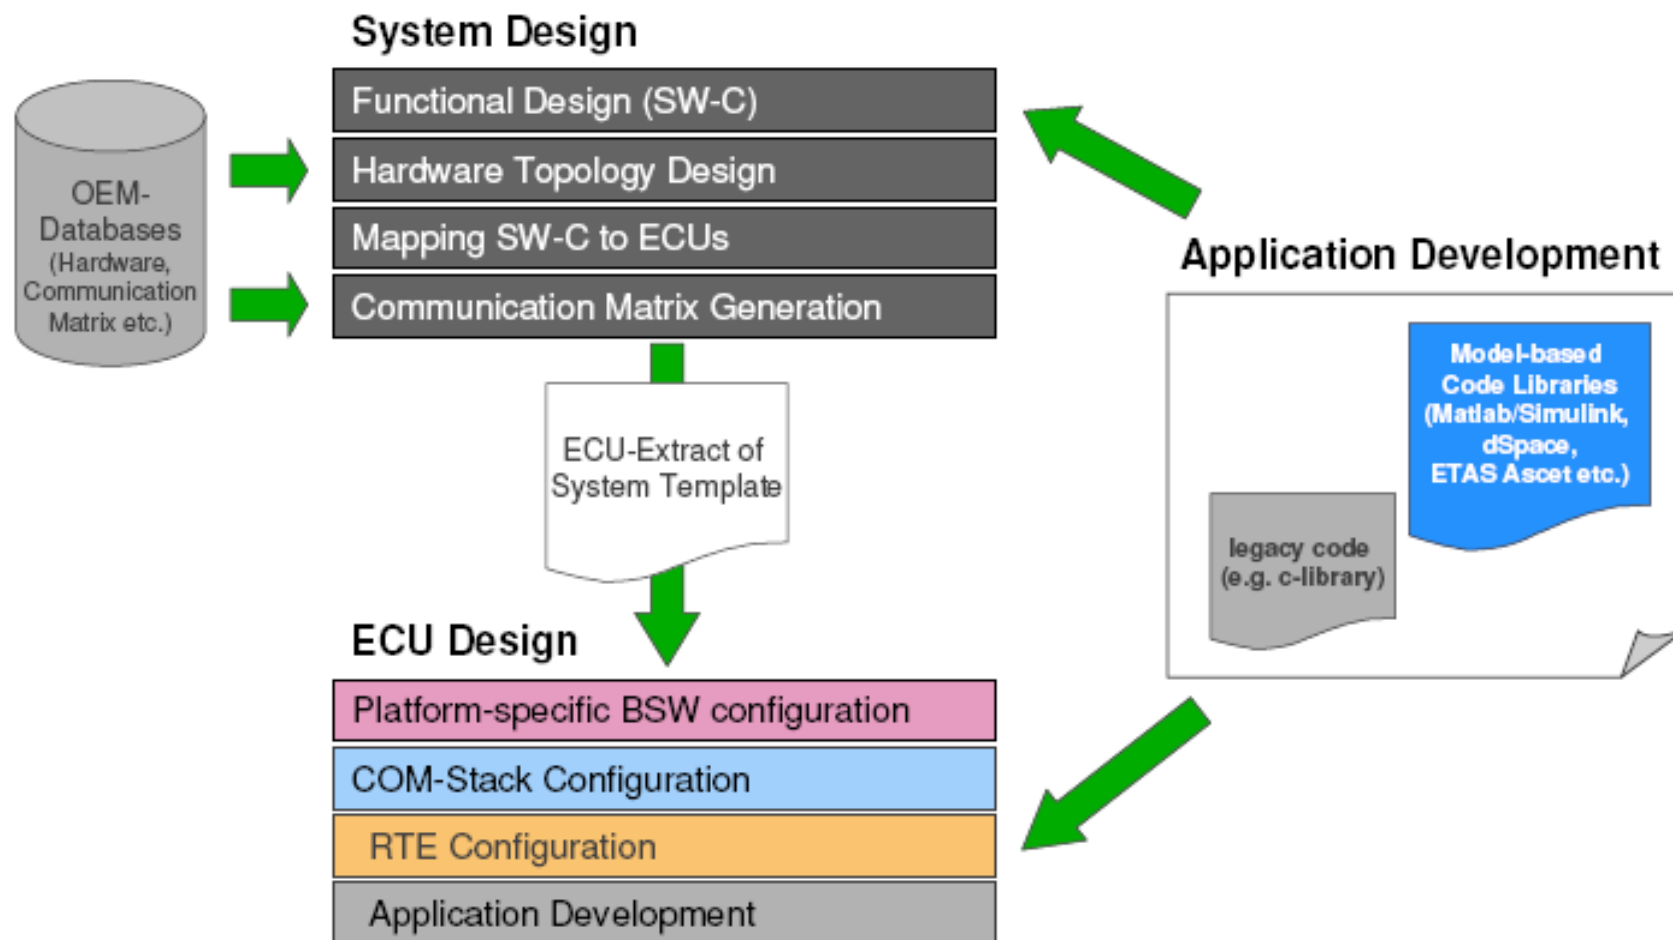 System Design
Functional Design (SW-C)
Hardware Topology Design
Mapping SW-C to ECUs
Communication Matrix Generation
OEM-
Databases
(Hardware,
Communication
Matrix etc.)
ECU-Extract of
System Template
Application Development
Model-based
Code Libraries
(Matlab/Simulink,
dSpace,
ETAS Ascet etc.)
legacy code
(e.g. c-library)
ECU Design
Platform-specific BSW configuration
COM-Stack Configuration
RTE Configuration
Application Development